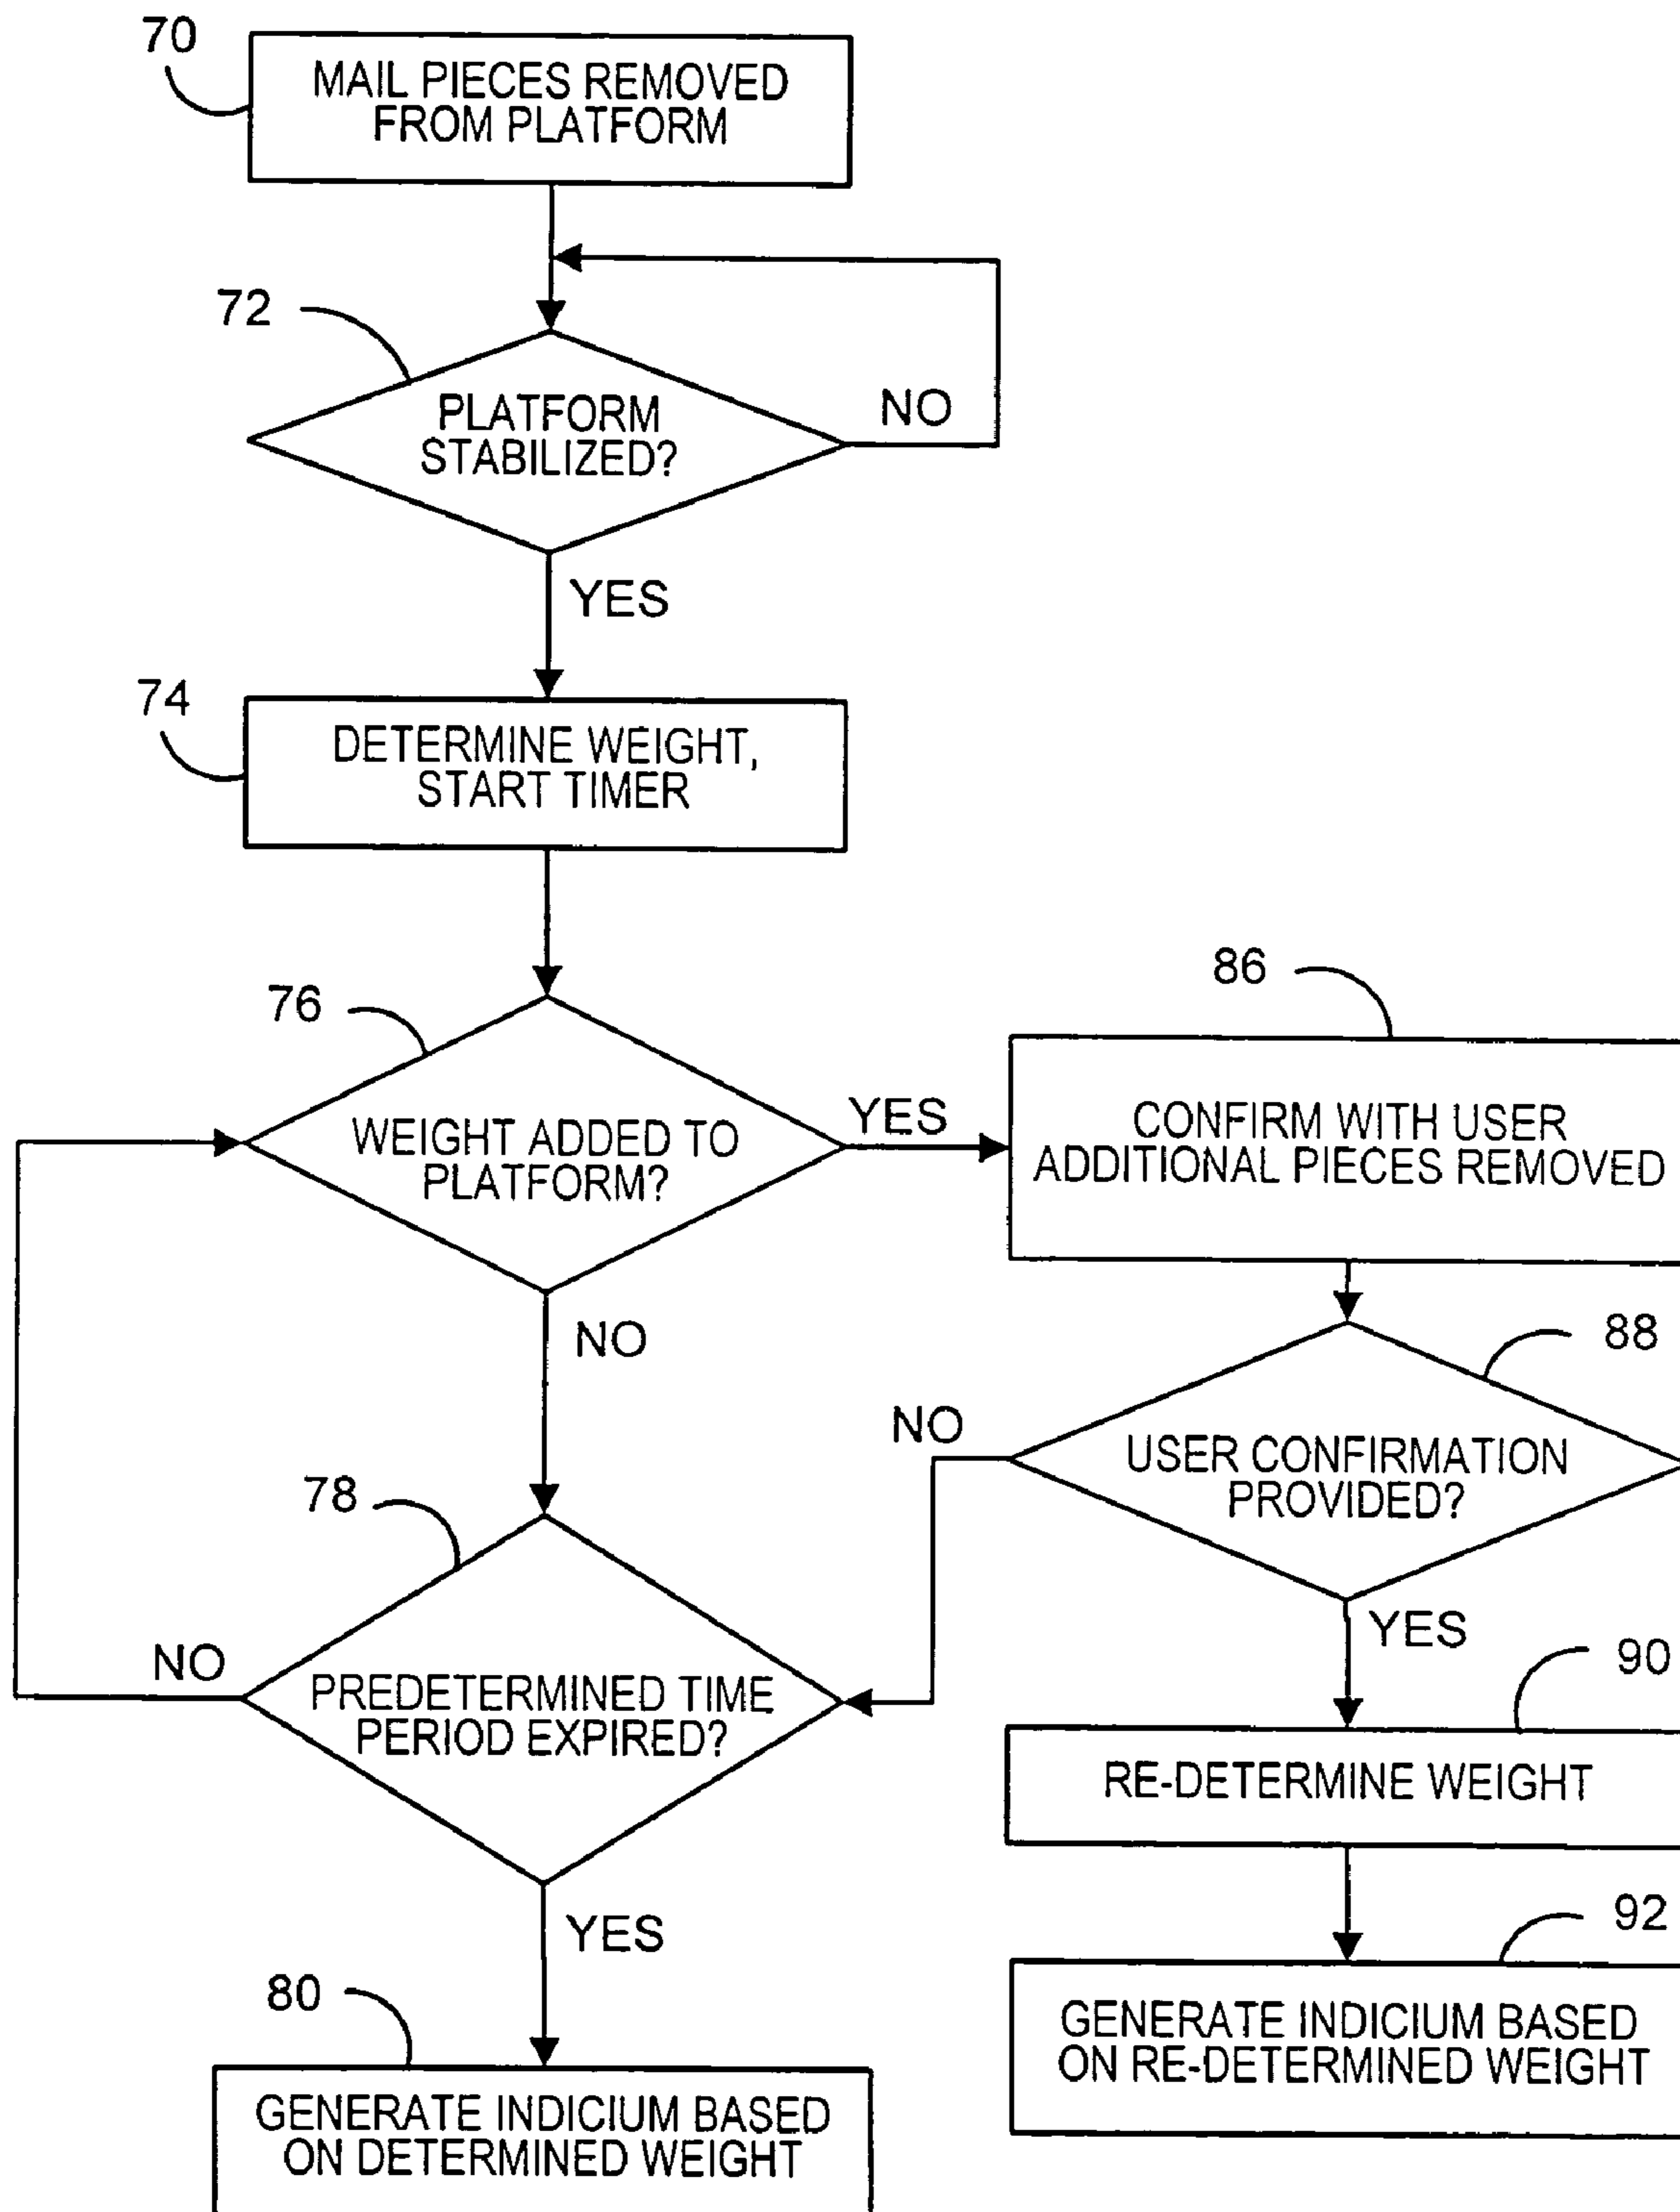 70
MAIL PIECES REMOVED
FROM PLATFORM
72
PLATFORM
STABILIZED?
NO
YES
74
DETERMINE WEIGHT,
START TIMER
76
WEIGHT ADDED TO
PLATFORM?
YES
86
CONFIRM WITH USER
ADDITIONAL PIECES REMOVED
NO
88
USER CONFIRMATION
PROVIDED?
NO
YES
78
PREDETERMINED TIME
PERIOD EXPIRED?
NO
YES
90
RE-DETERMINE WEIGHT
92
GENERATE INDICIUM BASED
ON RE-DETERMINED WEIGHT
80
GENERATE INDICIUM BASED
ON DETERMINED WEIGHT